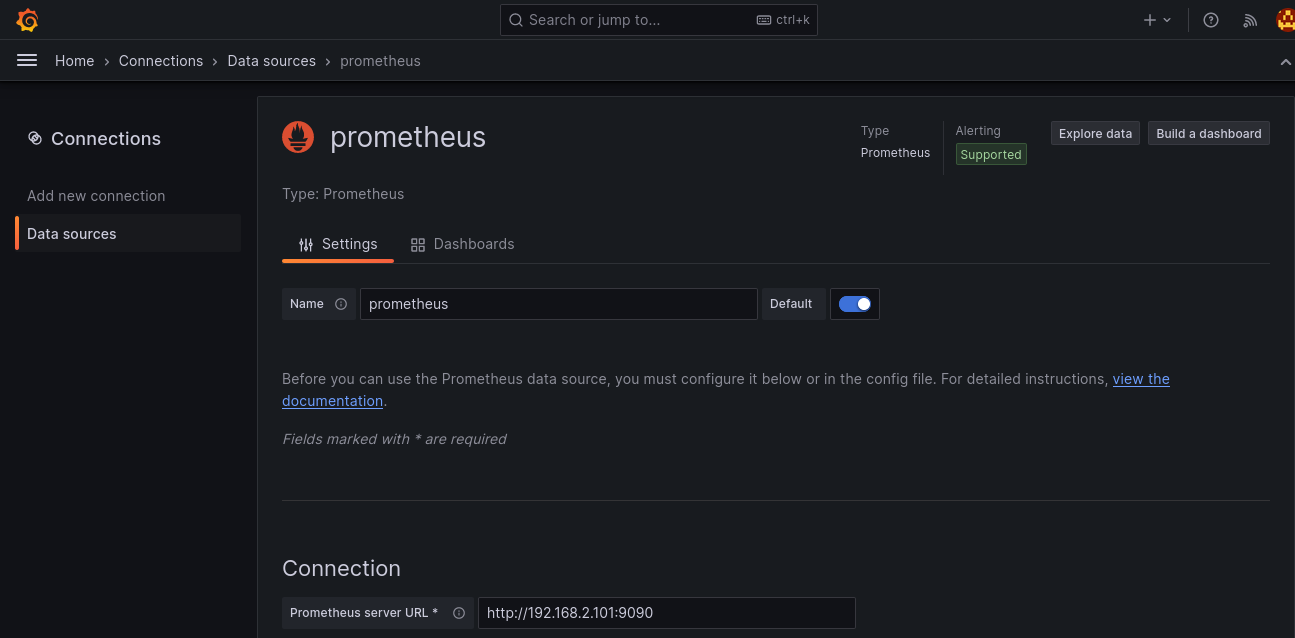 Search or jump to...
ctrl+k
Home › Connections › Data sources › prometheus
Connections
Add new connection
Data sources
prometheus
Type
Prometheus
Alerting
Supported
Explore data
Build a dashboard
Type: Prometheus
Settings
Dashboards
Name
prometheus
Default
Before you can use the Prometheus data source, you must configure it below or in the config file. For detailed instructions, view the
documentation.
Fields marked with * are required
Connection
Prometheus server URL *
http://192.168.2.101:9090